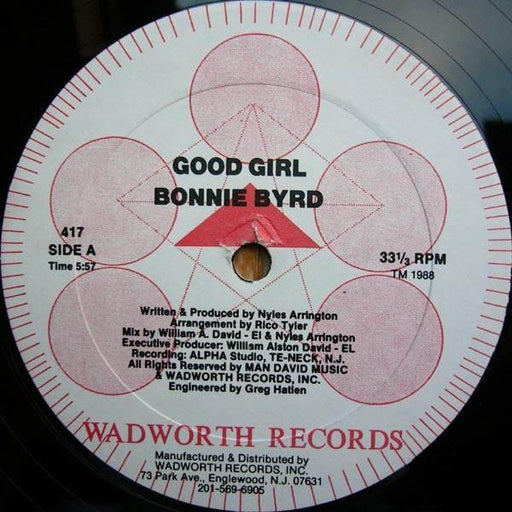 GOOD GIRL
BONNIE BYRD
417
SIDE A
Time 5:57
33 1/3 RPM
TM 1988
Written & Produced by Nyles Arrington
Arrangement by Rico Tyler
Mix by William A. David - El & Nyles Arrington
Executive Producer: William Alston David - EL
Recording: ALPHA Studio, TE-NECK, N.J.
All Rights Reserved by MAN DAVID MUSIC
& WADWORTH RECORDS, INC.
Engineered by Greg Hatien
WADWORTH RECORDS
Manufactured & Distributed by
WADWORTH RECORDS, INC.
73 Park Ave., Englewood, N.J. 07631
201-569-6905